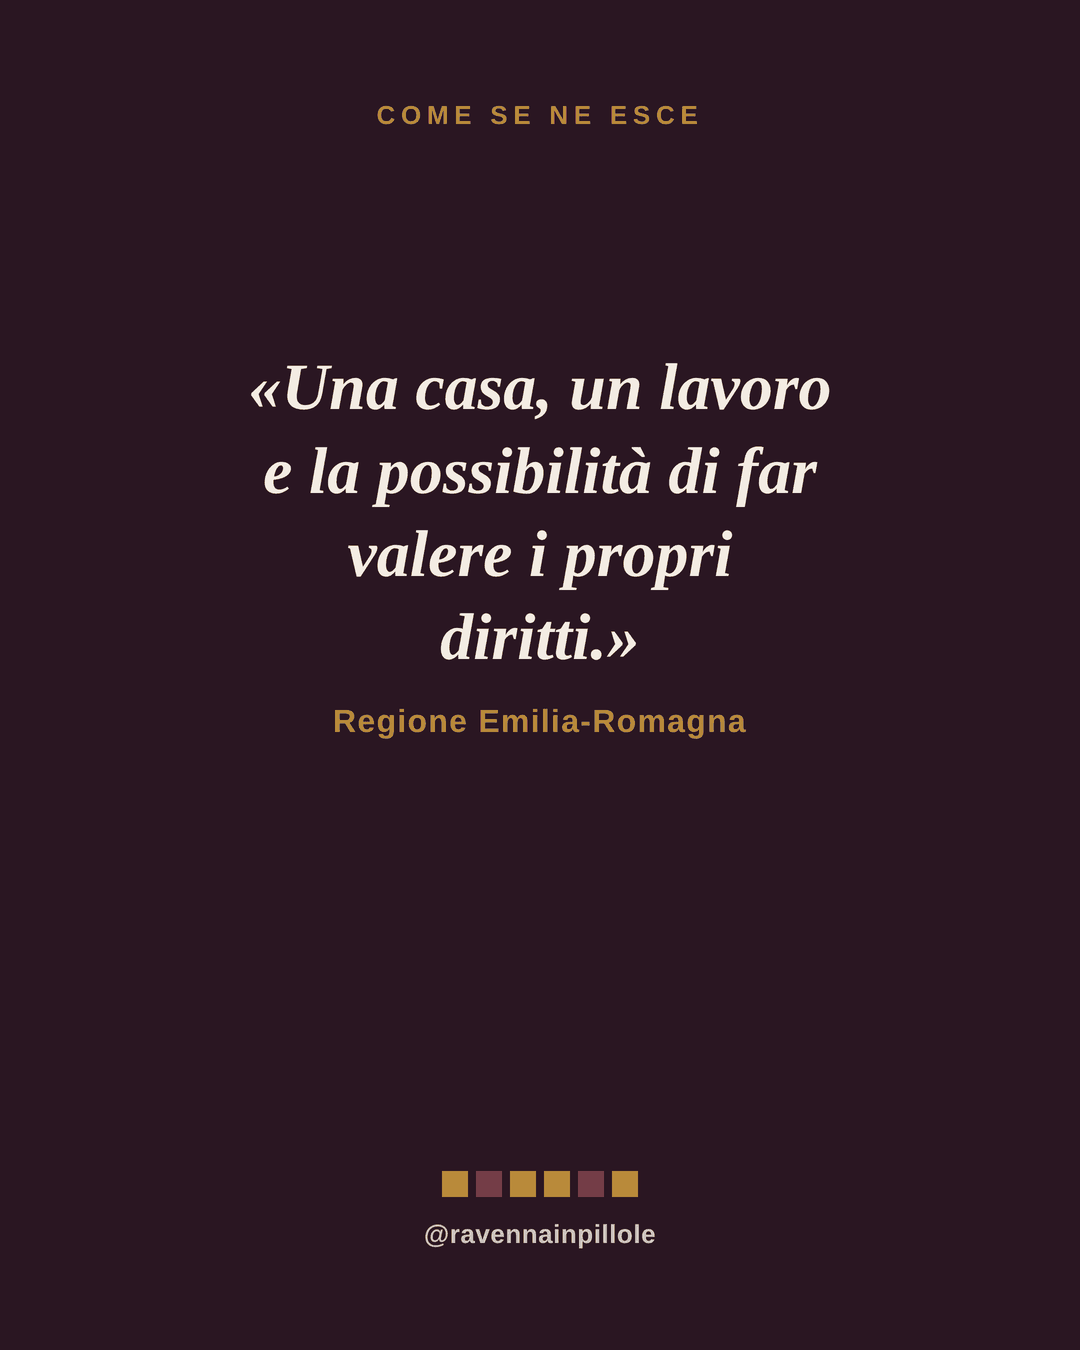 COME SE NE ESCE
«Una casa, un lavoro
e la possibilità di far
valere i propri
diritti.»
Regione Emilia-Romagna
@ravennainpillole